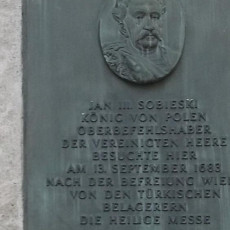 JAN III. SOBIESKI
KÖNIG VON POLEN
OBERBEFEHLSHABER
DER VEREINIGTEN HEERE
BESUCHTE HIER
AM 13. SEPTEMBER 1683
NACH DER BEFREIUNG WIE
VON DEN TÜRKISCHEN
BELAGERERN
DIE HEILIGE MESSE